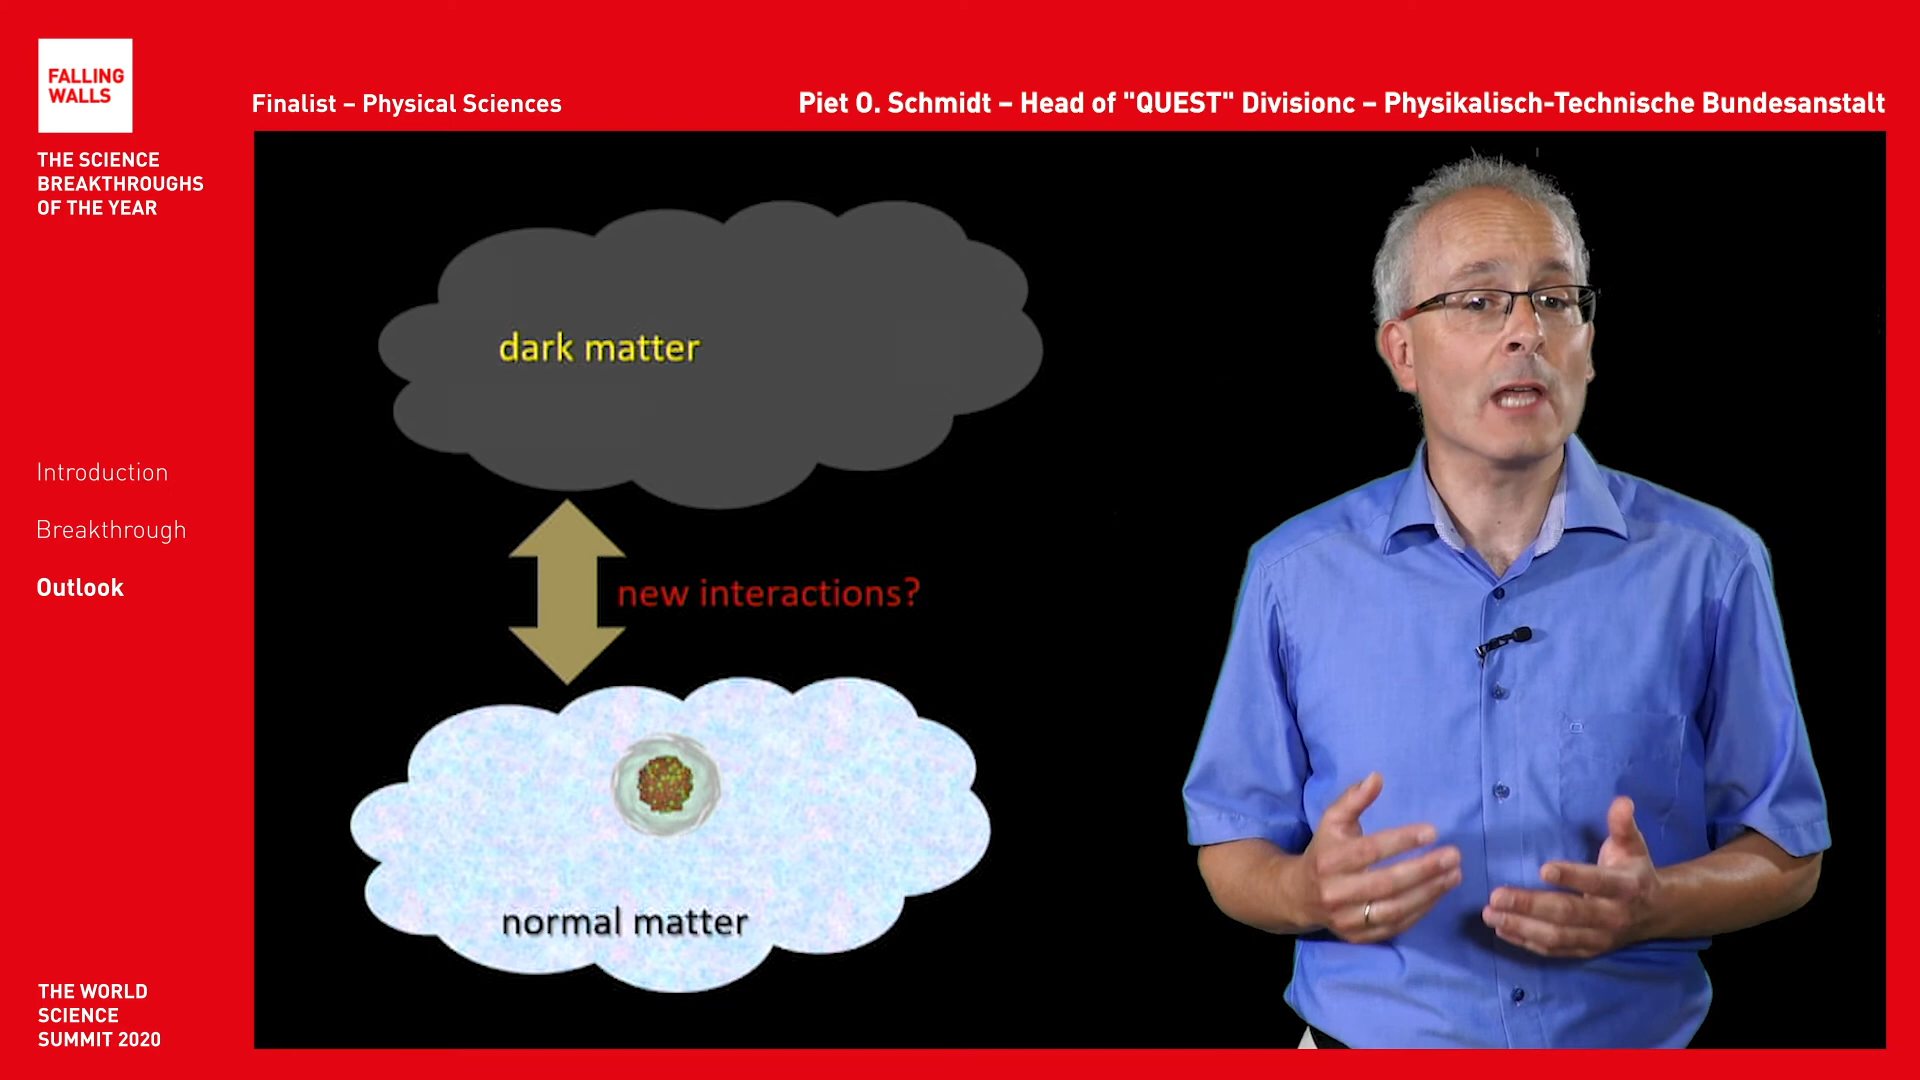 FALLING
WALLS
THE SCIENCE
BREAKTHROUGHS
OF THE YEAR
Finalist – Physical Sciences
Piet O. Schmidt – Head of "QUEST" Divisionc – Physikalisch-Technische Bundesanstalt
dark matter
new interactions?
normal matter
Introduction
Breakthrough
Outlook
THE WORLD
SCIENCE
SUMMIT 2020